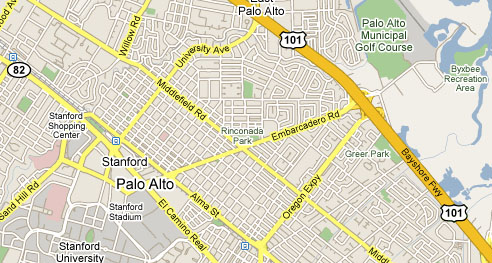 East
Palo Alto
Palo Alto
Municipal
Golf Course
101
Willow Rd
University Ave
82
Middlefield Rd
Byxbee
Recreation
Area
Stanford
Shopping
Center
Rinconada
Park
Embarcadero Rd
Stanford
Greer Park
Bayshore Fwy
Palo Alto
Sand Hill Rd
Alma St
Oregon Expy
Stanford
Stadium
El Camino Real
101
Stanford
University